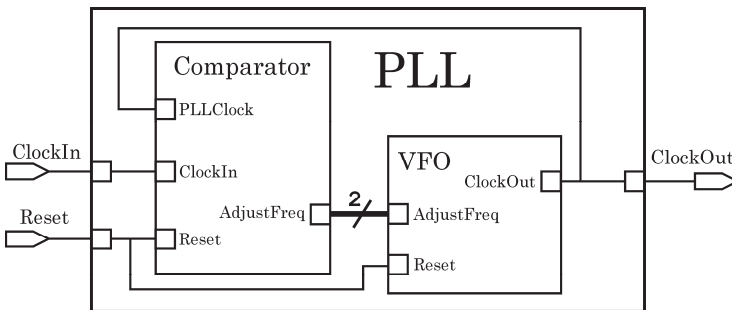 Comparator
PLL
PLLClock
ClockIn
VFO
ClockOut
ClockIn
ClockOut
2
Reset
AdjustFreq
AdjustFreq
Reset
Reset